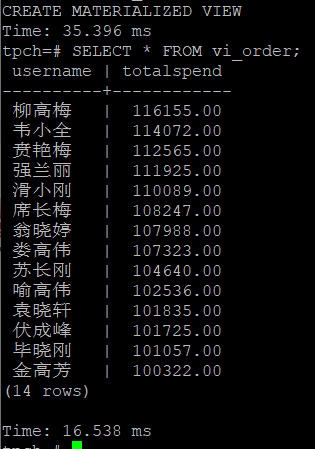 CREATE MATERIALIZED VIEW
Time: 35.396 ms
tpch=# SELECT * FROM vi_order;
 username | totalspend
----------+------------
 柳高梅   |  116155.00
 韦小全   |  114072.00
 贲艳梅   |  112565.00
 强兰丽   |  111925.00
 滑小刚   |  110089.00
 席长梅   |  108247.00
 翁晓婷   |  107988.00
 娄高伟   |  107323.00
 苏长刚   |  104640.00
 喻高伟   |  102536.00
 袁晓轩   |  101835.00
 伏成峰   |  101725.00
 毕晓刚   |  101057.00
 金高芳   |  100322.00
(14 rows)
Time: 16.538 ms
tpch=#